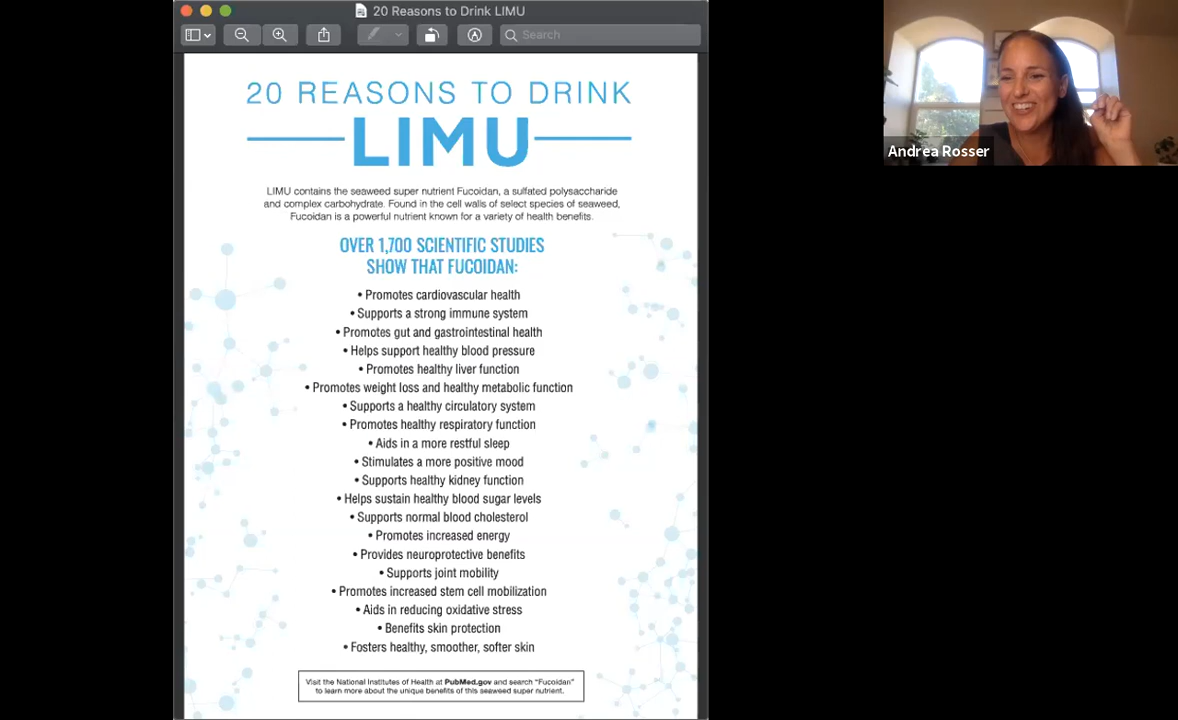 20 Reasons to Drink LIMU
Search
20 REASONS TO DRINK
LIMU
LIMU contains the seaweed super nutrient Fucoidan, a sulfated polysaccharide
and complex carbohydrate. Found in the cell walls of select species of seaweed,
Fucoidan is a powerful nutrient known for a variety of health benefits.
OVER 1,700 SCIENTIFIC STUDIES
SHOW THAT FUCOIDAN:
• Promotes cardiovascular health
• Supports a strong immune system
• Promotes gut and gastrointestinal health
• Helps support healthy blood pressure
• Promotes healthy liver function
• Promotes weight loss and healthy metabolic function
• Supports a healthy circulatory system
• Promotes healthy respiratory function
• Aids in a more restful sleep
• Stimulates a more positive mood
• Supports healthy kidney function
• Helps sustain healthy blood sugar levels
• Supports normal blood cholesterol
• Promotes increased energy
• Provides neuroprotective benefits
• Supports joint mobility
• Promotes increased stem cell mobilization
• Aids in reducing oxidative stress
• Benefits skin protection
• Fosters healthy, smoother, softer skin
Visit the National Institutes of Health at PubMed.gov and search "Fucoidan"
to learn more about the unique benefits of this seaweed super nutrient.
Andrea Rosser